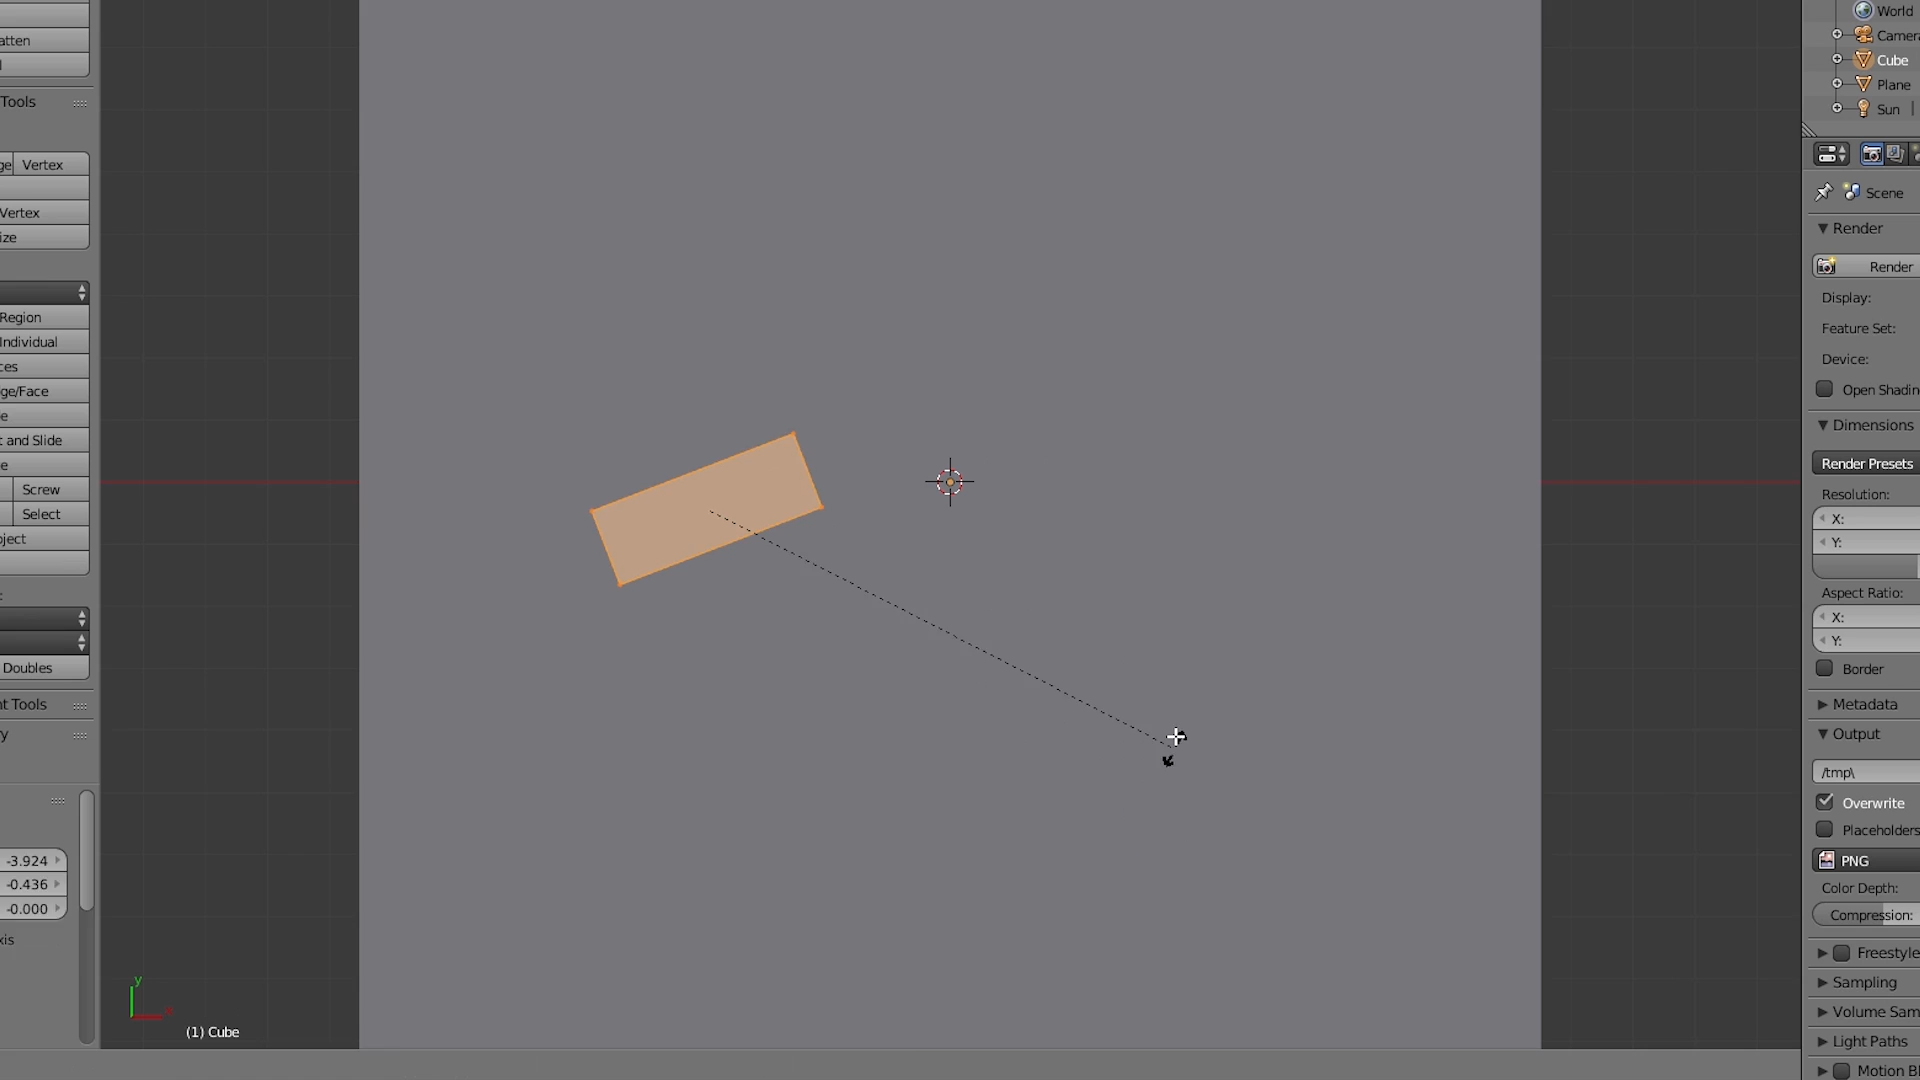 atten
Tools
ge Vertex
Vertex
ize
Region
Individual
ces
ge/Face
e
t and Slide
e
Screw
Select
ject
:
Doubles
nt Tools
ry
-3.924
-0.436
-0.000
xis
y
x
(1) Cube
World
Camera
Cube
Plane
Sun
Scene
Render
Render
Display:
Feature Set:
Device:
Open Shadin
Dimensions
Render Presets
Resolution:
X:
Y:
Aspect Ratio:
X:
Y:
Border
Metadata
Output
/tmp\
Overwrite
Placeholders
PNG
Color Depth:
Compression:
Freestyle
Sampling
Volume Sam
Light Paths
Motion Bl